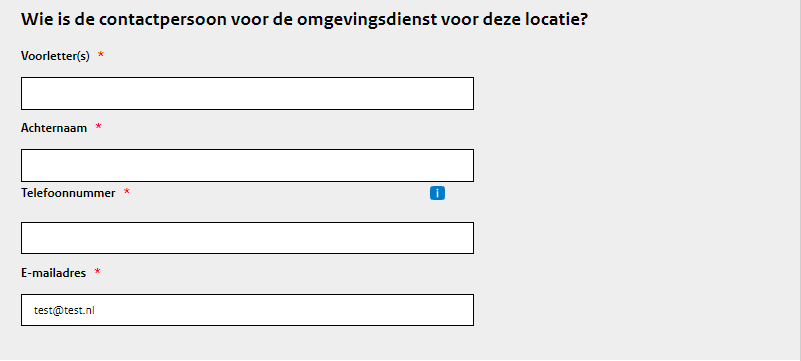 Wie is de contactpersoon voor de omgevingsdienst voor deze locatie?
Voorletter(s) *
Achternaam *
Telefoonnummer * i
E-mailadres *
test@test.nl